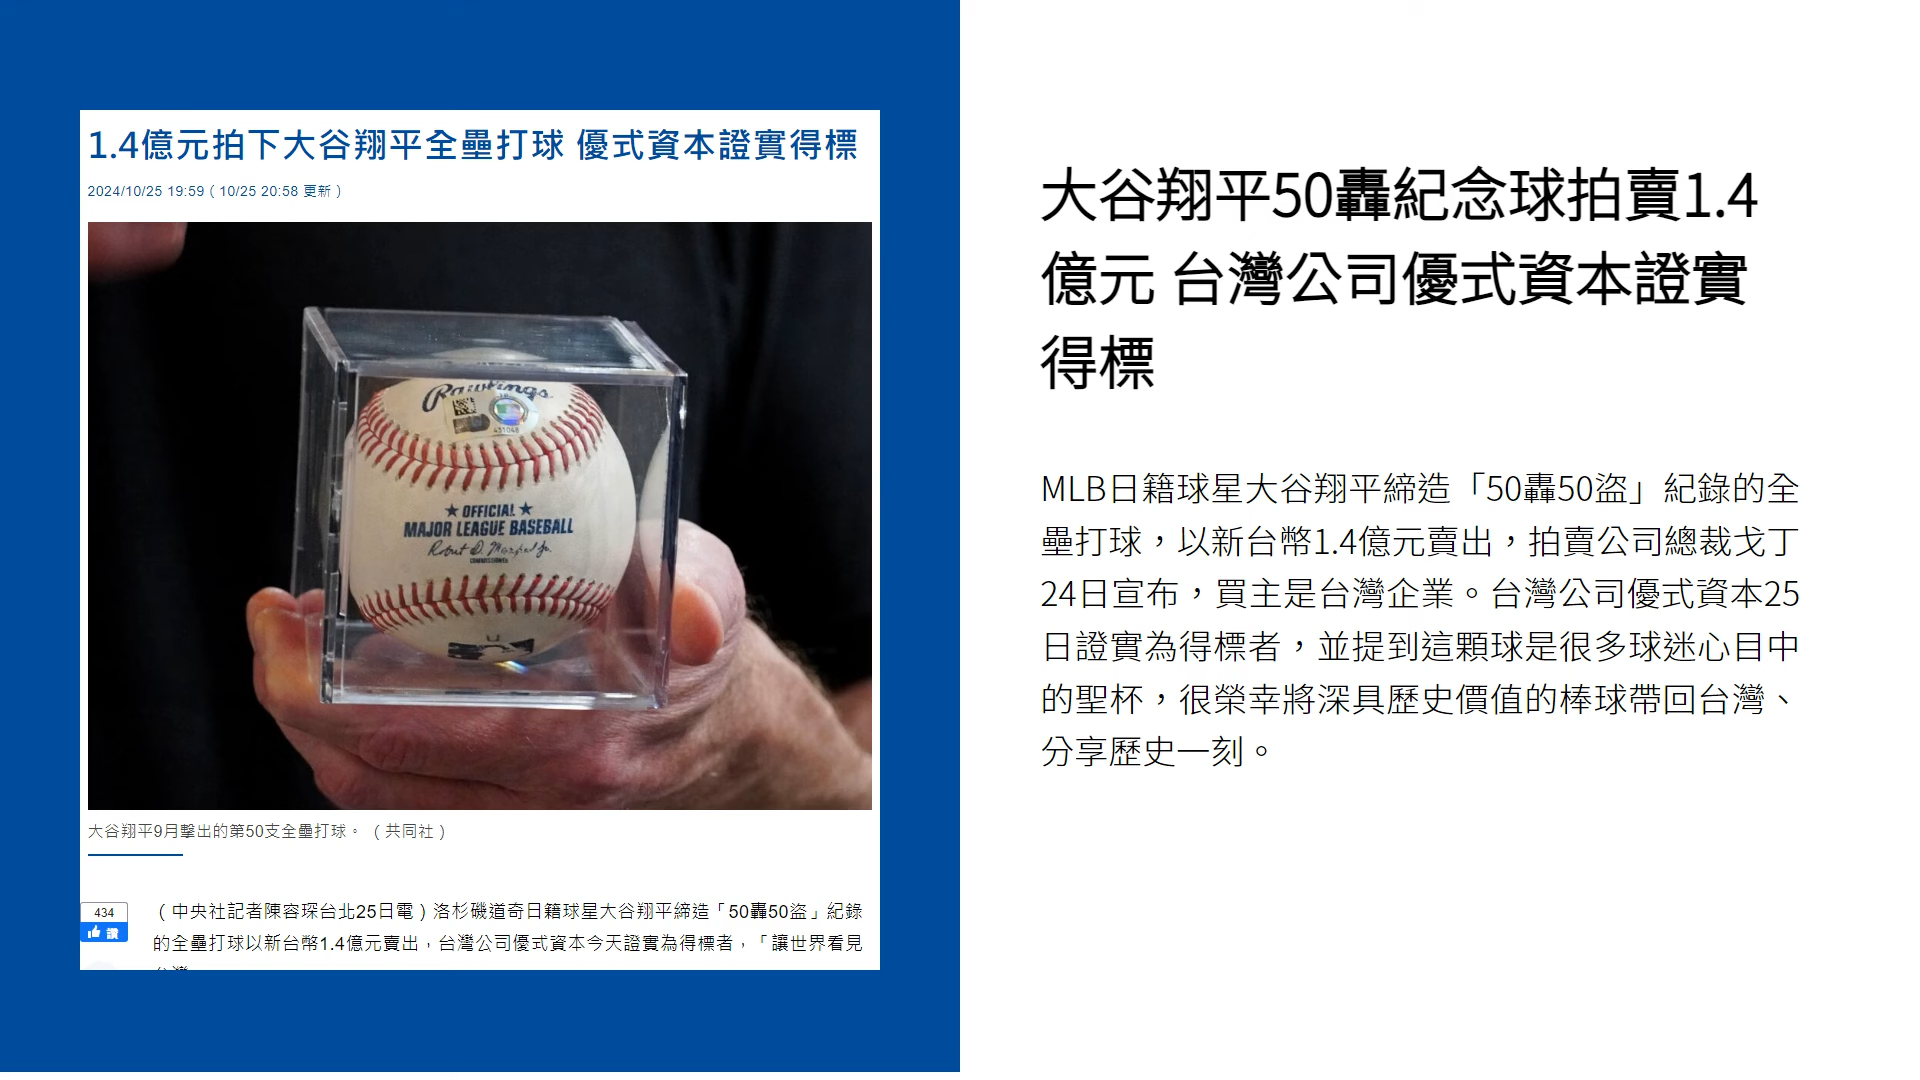 1.4億元拍下大谷翔平全壘打球 優式資本證實得標
2024/10/25 19:59（10/25 20:58 更新）
Rawlings
431048
★ OFFICIAL ★
MAJOR LEAGUE BASEBALL
Robert D. Manfred Jr.
COMMISSIONER
大谷翔平9月擊出的第50支全壘打球。（共同社）
434
讚
（中央社記者陳容琛台北25日電）洛杉磯道奇日籍球星大谷翔平締造「50轟50盜」紀錄
的全壘打球以新台幣1.4億元賣出，台灣公司優式資本今天證實為得標者，「讓世界看見
大谷翔平50轟紀念球拍賣1.4
億元 台灣公司優式資本證實
得標
MLB日籍球星大谷翔平締造「50轟50盜」紀錄的全
壘打球，以新台幣1.4億元賣出，拍賣公司總裁戈丁
24日宣布，買主是台灣企業。台灣公司優式資本25
日證實為得標者，並提到這顆球是很多球迷心目中
的聖杯，很榮幸將深具歷史價值的棒球帶回台灣、
分享歷史一刻。